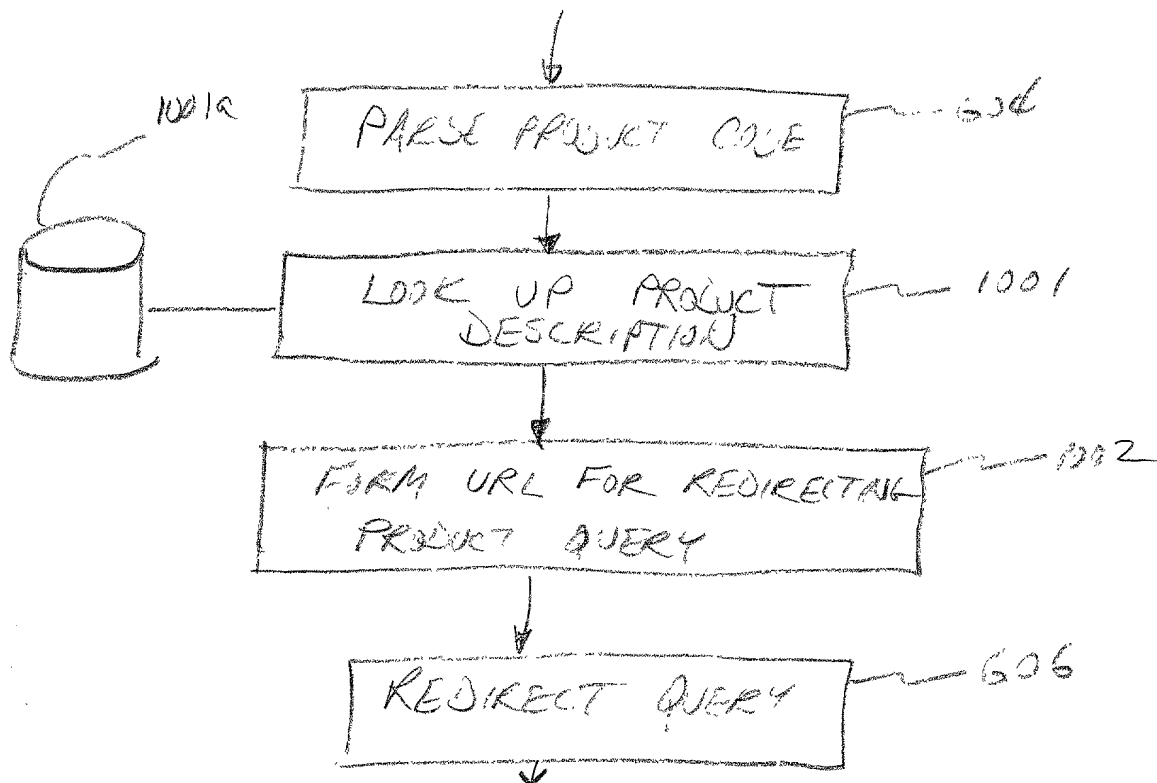 1001a
PARSE PRODUCT CODE
604
LOOK UP PRODUCT
DESCRIPTION
1001
FORM URL FOR REDIRECTING
PRODUCT QUERY
1002
REDIRECT QUERY
606